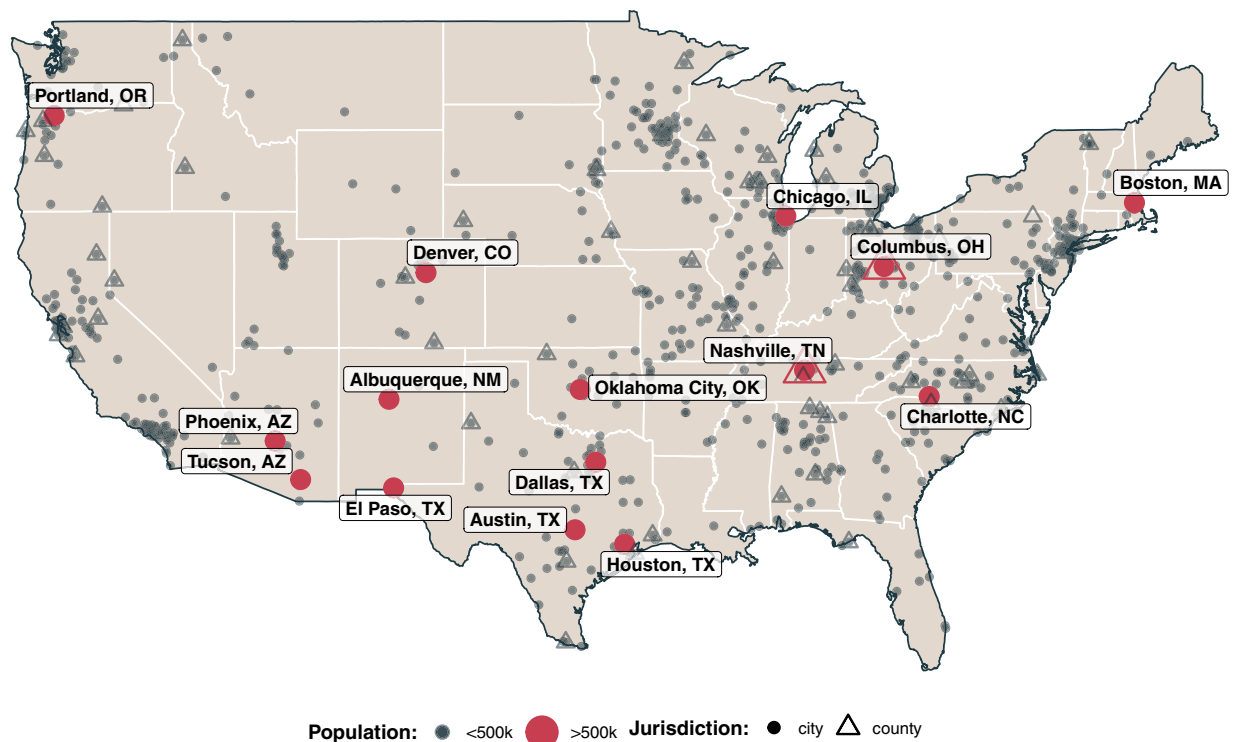 Portland, OR
Boston, MA
Chicago, IL
Columbus, OH
Denver, CO
Nashville, TN
Albuquerque, NM
Oklahoma City, OK
Phoenix, AZ
Charlotte, NC
Tucson, AZ
Dallas, TX
El Paso, TX
Austin, TX
Houston, TX
Population: <500k >500k Jurisdiction: city county